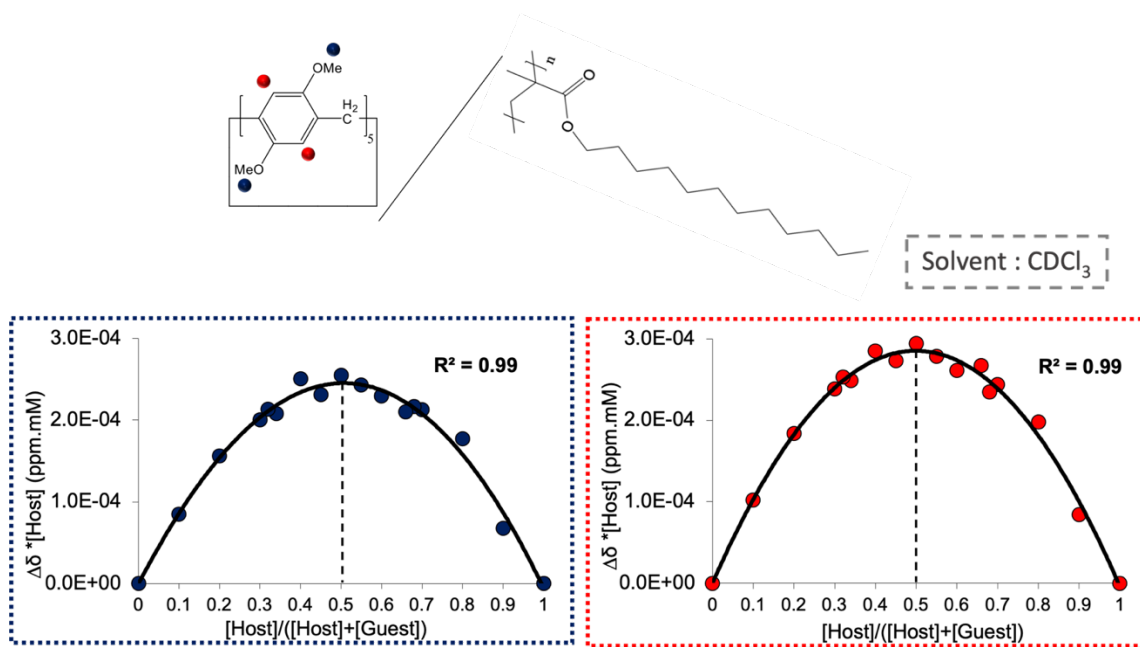 OMe
H₂
C
5
MeO
n
O
O
Solvent : CDCl₃
3.0E-04
2.0E-04
1.0E-04
0.0E+00
Δδ *[Host] (ppm.mM)
R² = 0.99
0 0.1 0.2 0.3 0.4 0.5 0.6 0.7 0.8 0.9 1
[Host]/([Host]+[Guest])
3.0E-04
2.0E-04
1.0E-04
0.0E+00
Δδ *[Host] (ppm.mM)
R² = 0.99
0 0.1 0.2 0.3 0.4 0.5 0.6 0.7 0.8 0.9 1
[Host]/([Host]+[Guest])